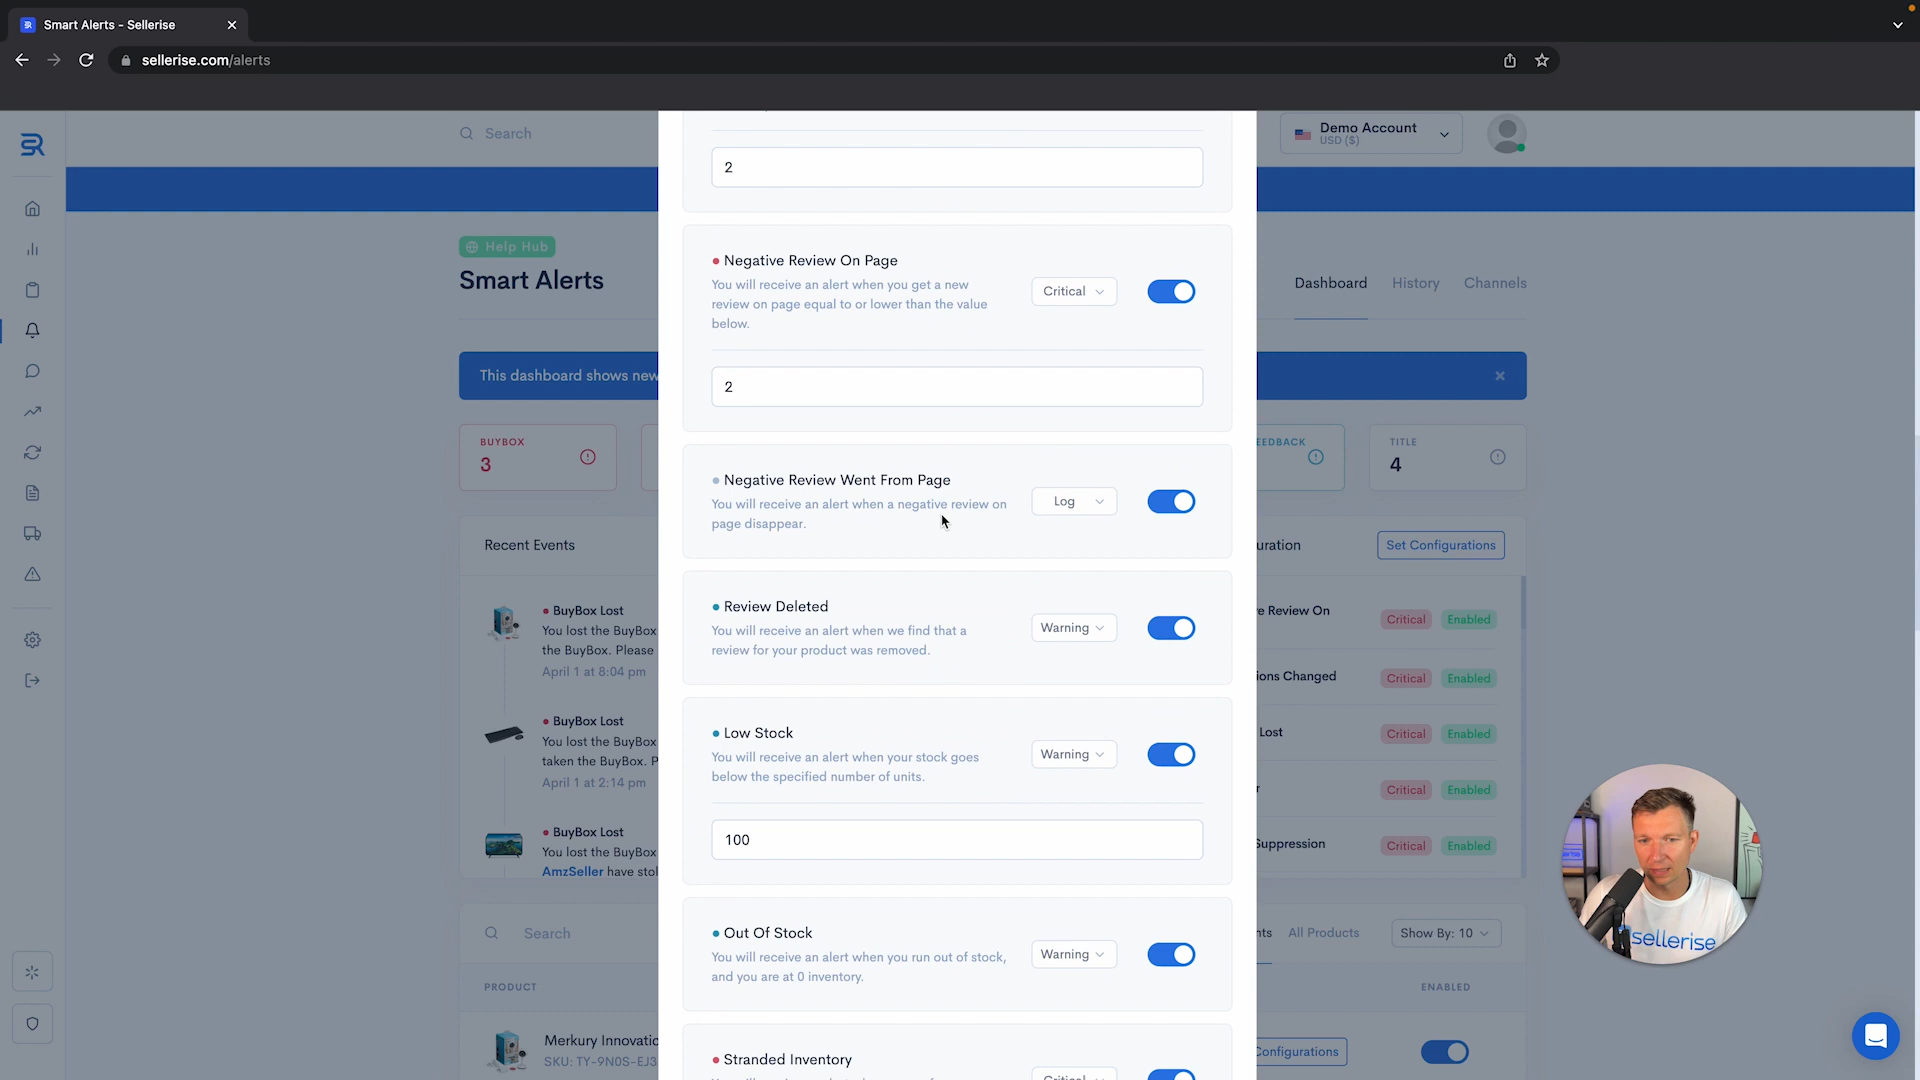 Smart Alerts - Sellerise
sellerise.com/alerts
Search
Demo Account
USD ($)
Help Hub
Smart Alerts
Dashboard
History
Channels
This dashboard shows new
BUYBOX
3
EEDBACK
TITLE
4
Recent Events
BuyBox Lost
You lost the BuyBox
the BuyBox. Please
April 1 at 8:04 pm
BuyBox Lost
You lost the BuyBox
taken the BuyBox. P
April 1 at 2:14 pm
BuyBox Lost
You lost the BuyBox
AmzSeller have stol
Search
PRODUCT
Merkury Innovatio
SKU: TY-9N0S-EJ3
2
Negative Review On Page
You will receive an alert when you get a new
review on page equal to or lower than the value
below.
Critical
2
Negative Review Went From Page
You will receive an alert when a negative review on
page disappear.
Log
Review Deleted
You will receive an alert when we find that a
review for your product was removed.
Warning
Low Stock
You will receive an alert when your stock goes
below the specified number of units.
Warning
100
Out Of Stock
You will receive an alert when you run out of stock,
and you are at 0 inventory.
Warning
Stranded Inventory
Critical
uration
Set Configurations
e Review On
Critical
Enabled
ions Changed
Critical
Enabled
Lost
Critical
Enabled
r
Critical
Enabled
Suppression
Critical
Enabled
nts
All Products
Show By: 10
ENABLED
Configurations
sellerise